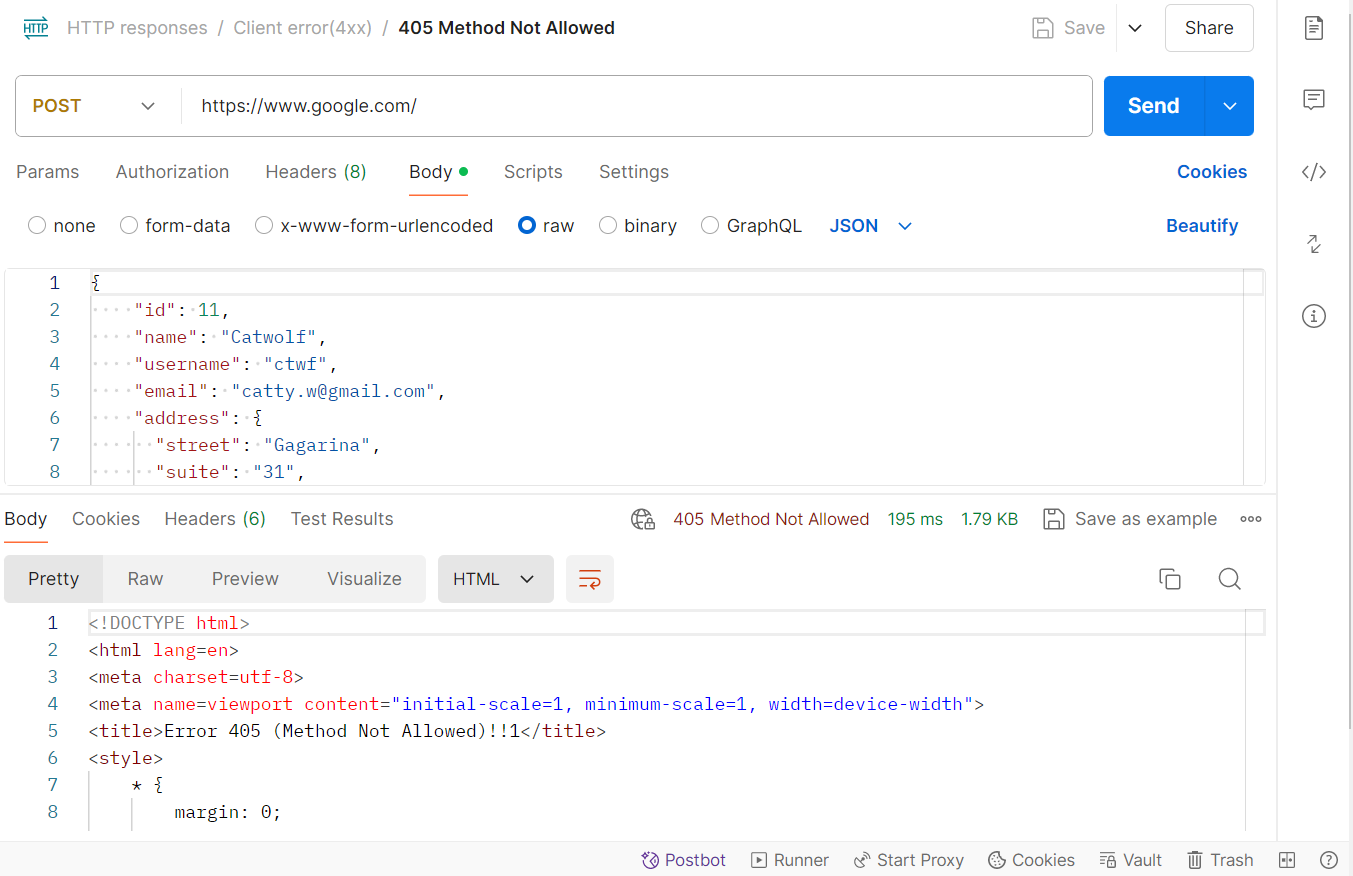 HTTP HTTP responses / Client error(4xx) / 405 Method Not Allowed Save Share
POST https://www.google.com/ Send
Params Authorization Headers (8) Body Scripts Settings Cookies
none form-data x-www-form-urlencoded raw binary GraphQL JSON Beautify
1 {
2 "id": 11,
3 "name": "Catwolf",
4 "username": "ctwf",
5 "email": "catty.w@gmail.com",
6 "address": {
7 "street": "Gagarina",
8 "suite": "31",
Body Cookies Headers (6) Test Results 405 Method Not Allowed 195 ms 1.79 KB Save as example
Pretty Raw Preview Visualize HTML
1 <!DOCTYPE html>
2 <html lang=en>
3 <meta charset=utf-8>
4 <meta name=viewport content="initial-scale=1, minimum-scale=1, width=device-width">
5 <title>Error 405 (Method Not Allowed)!!1</title>
6 <style>
7 * {
8 margin: 0;
Postbot Runner Start Proxy Cookies Vault Trash